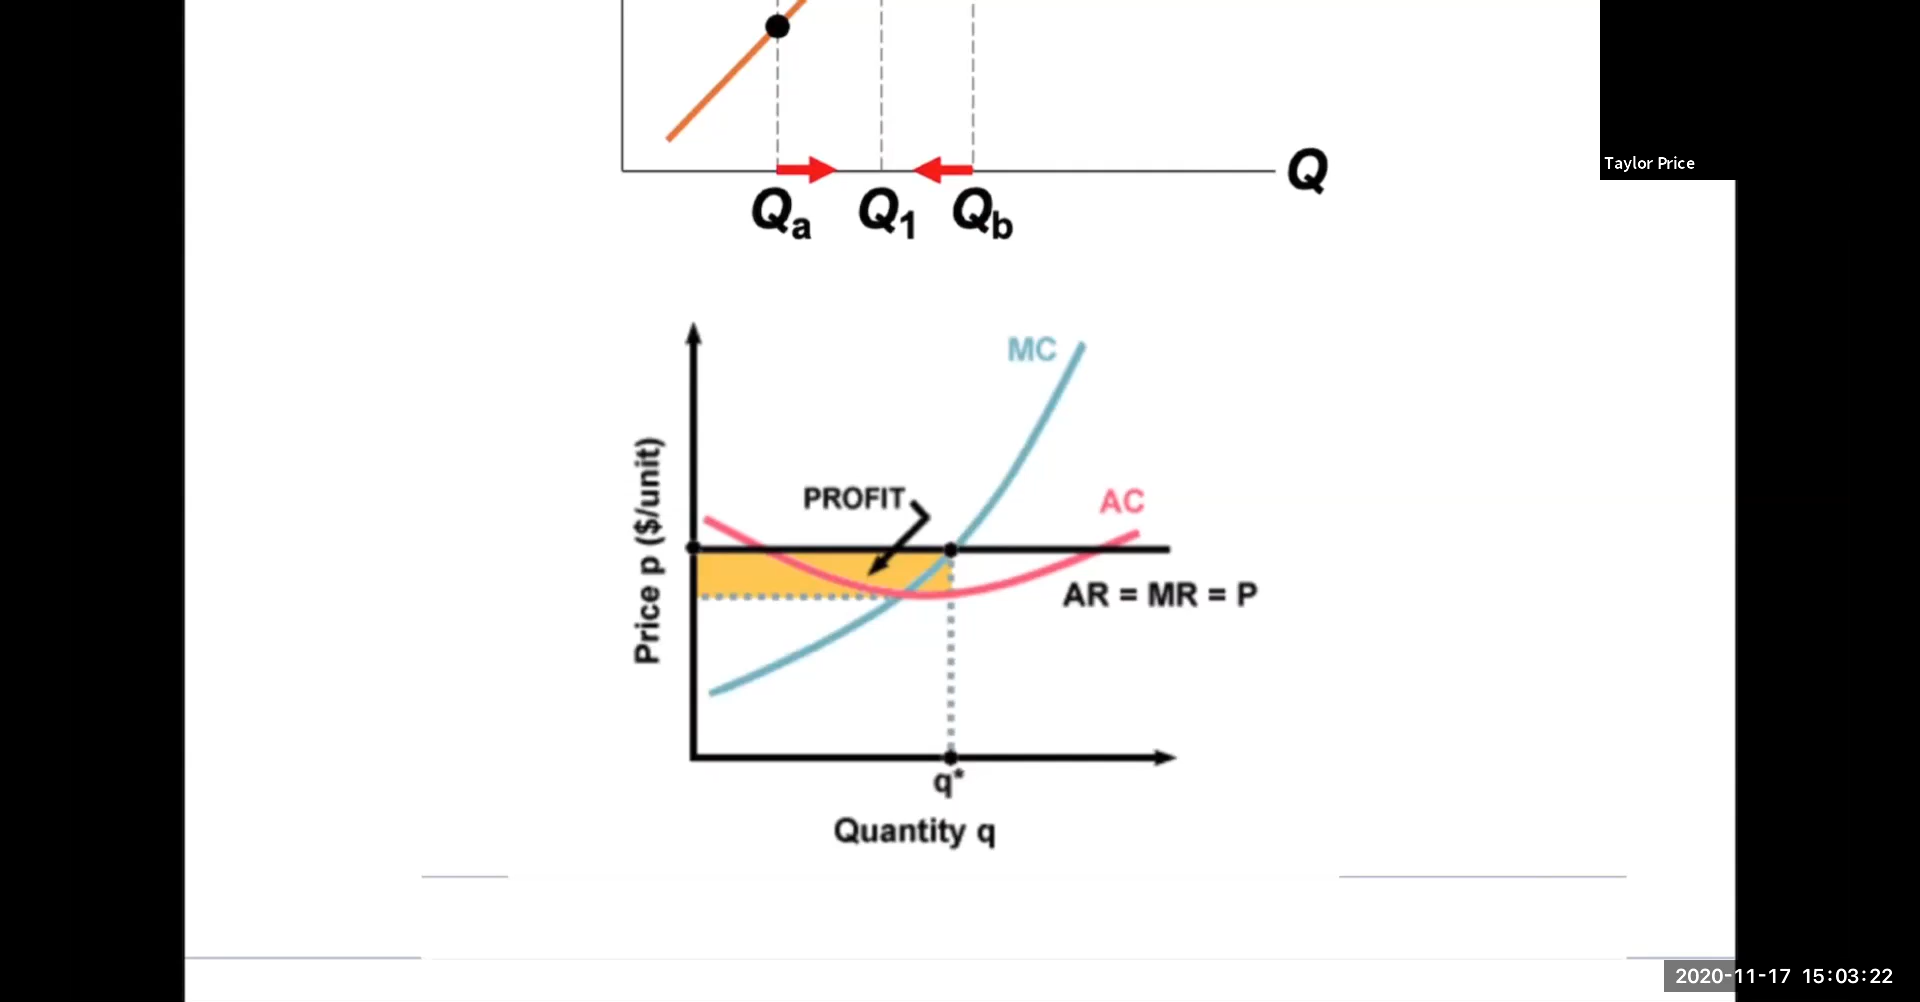 Q
Taylor Price
Qa Q1 Qb
MC
PROFIT
AC
Price p ($/unit)
AR = MR = P
q*
Quantity q
2020-11-17 15:03:22